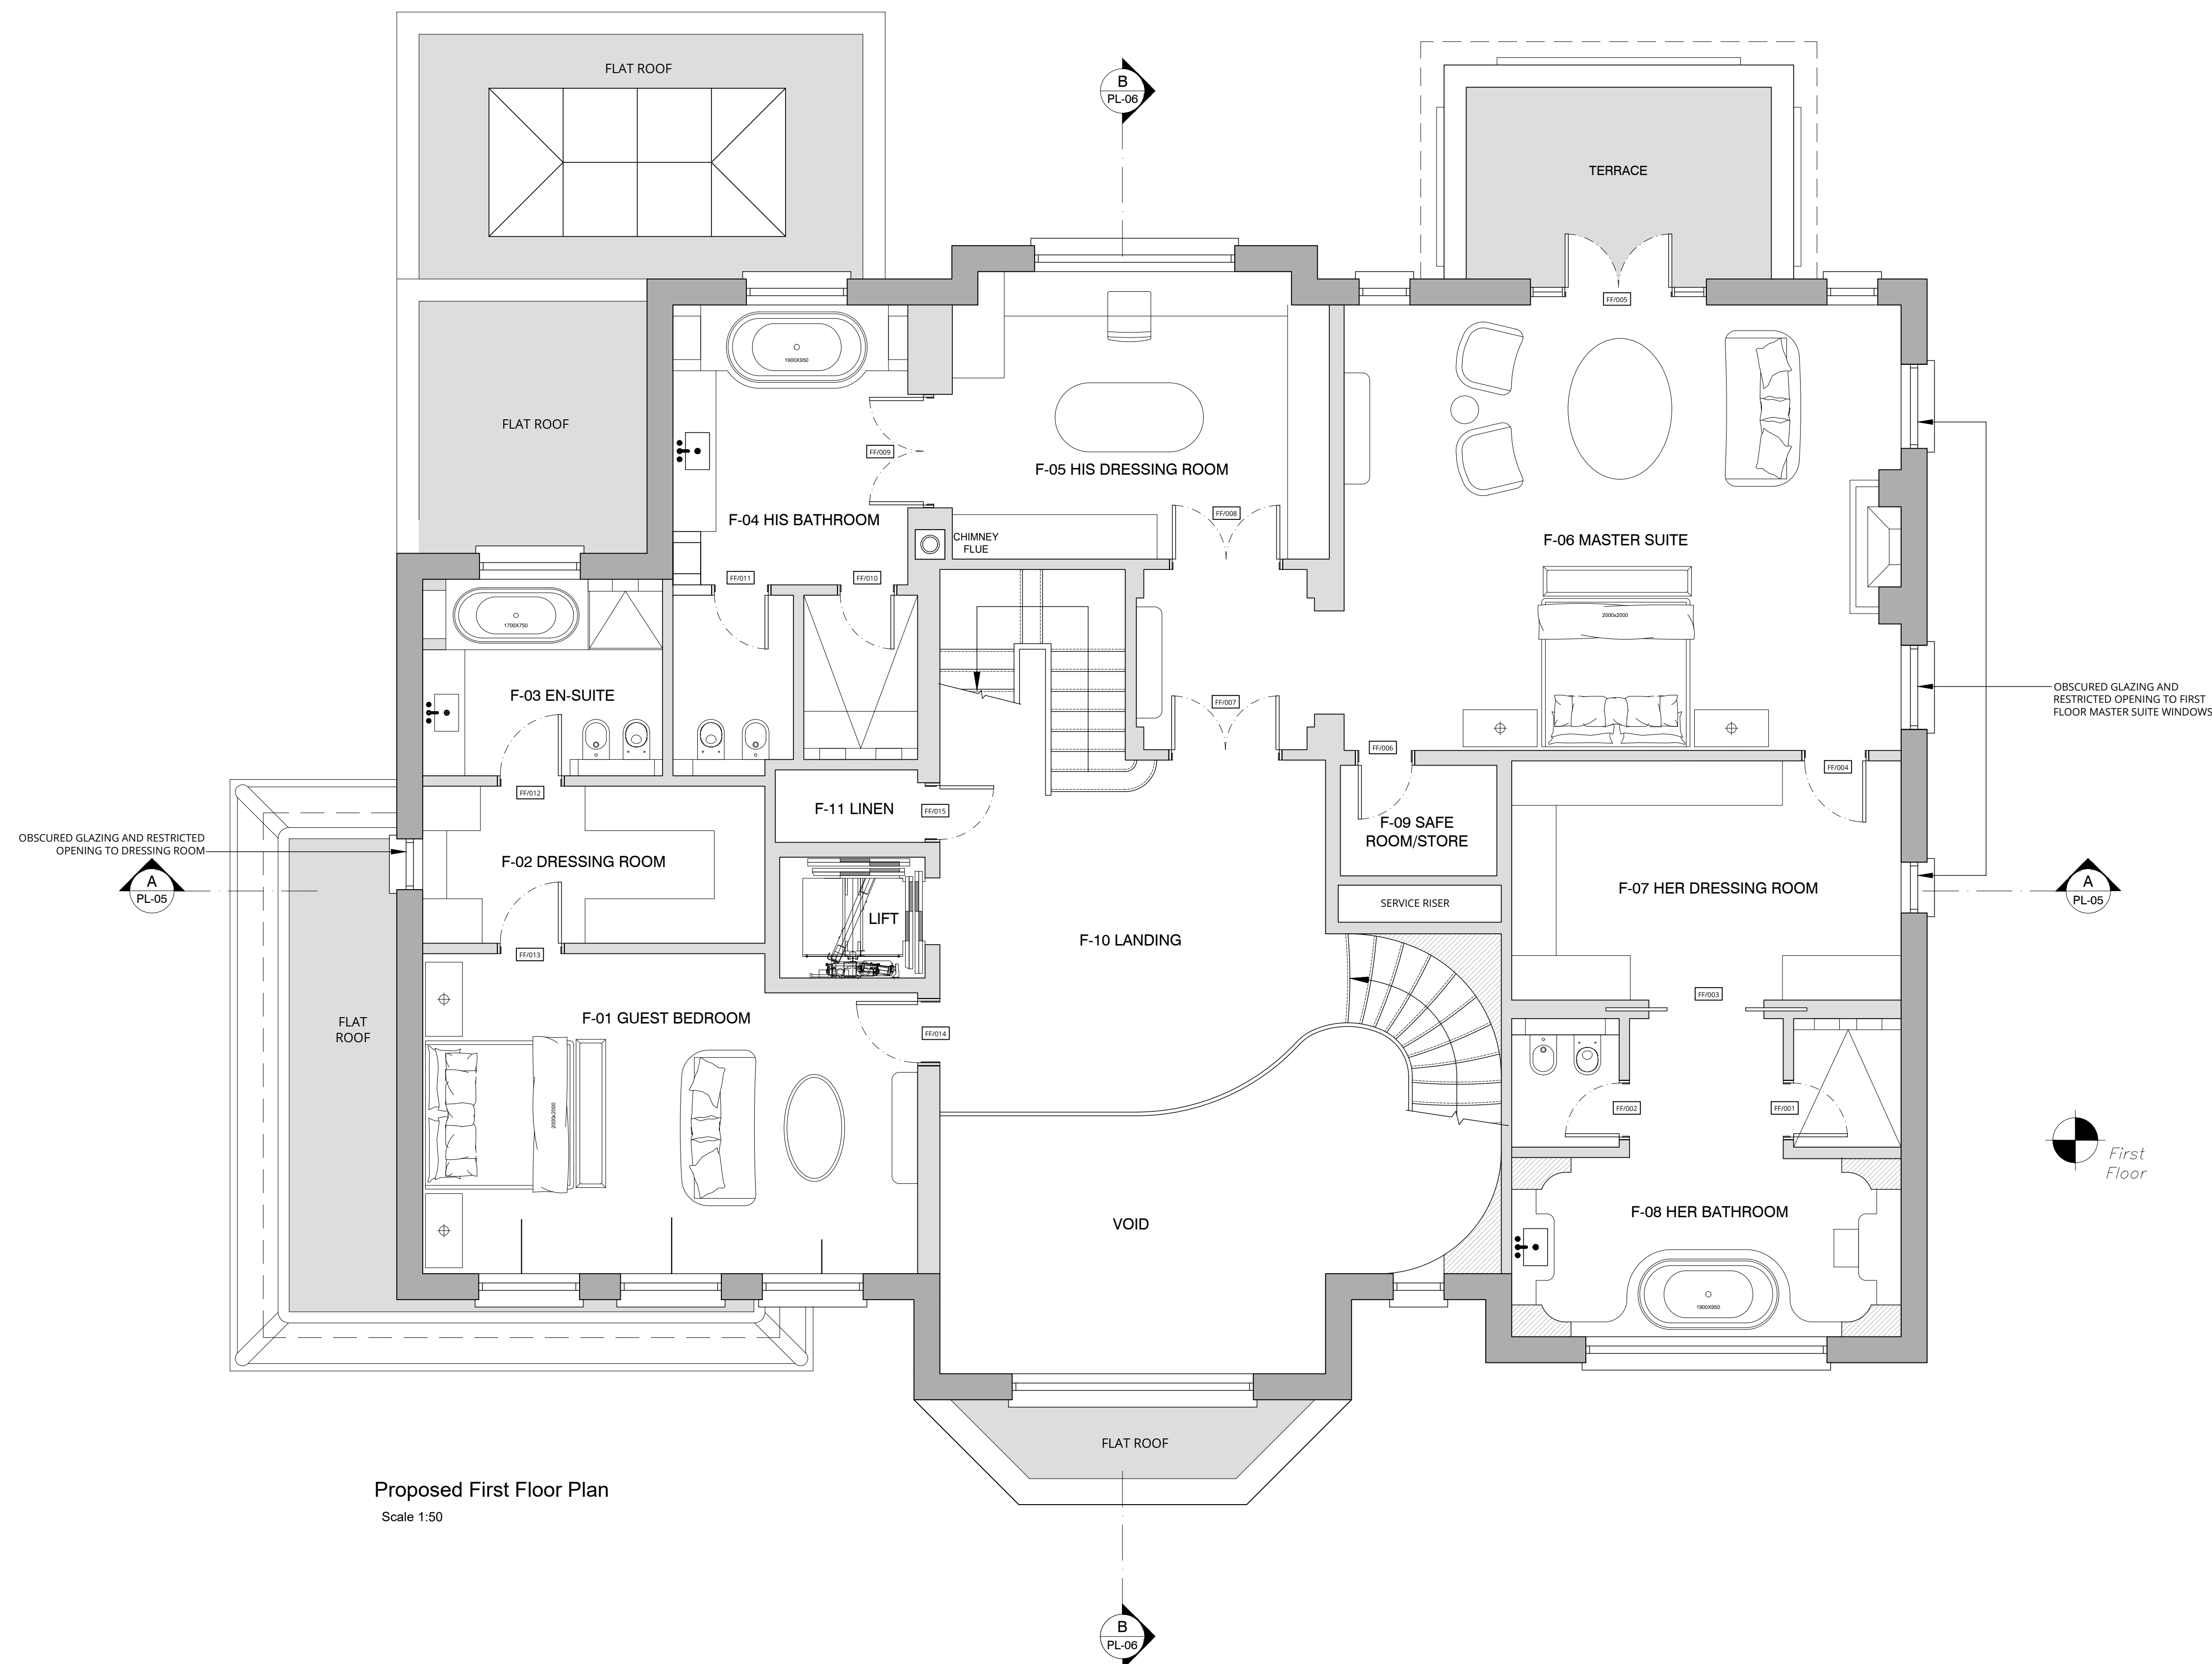 FLAT ROOF
B
PL-06
TERRACE
FF/005
1900X950
FLAT ROOF
FF/009
F-05 HIS DRESSING ROOM
F-04 HIS BATHROOM
FF/008
CHIMNEY
FLUE
F-06 MASTER SUITE
FF/011
FF/010
1700X750
2000x2000
F-03 EN-SUITE
FF/007
OBSCURED GLAZING AND
RESTRICTED OPENING TO FIRST
FLOOR MASTER SUITE WINDOWS
FF/006
FF/004
FF/012
F-11 LINEN
FF/015
F-09 SAFE
ROOM/STORE
OBSCURED GLAZING AND RESTRICTED
OPENING TO DRESSING ROOM
F-02 DRESSING ROOM
A
PL-05
F-07 HER DRESSING ROOM
A
PL-05
SERVICE RISER
LIFT
F-10 LANDING
FF/013
FF/003
F-01 GUEST BEDROOM
FLAT
ROOF
FF/014
2000x2000
FF/002
FF/001
First
Floor
F-08 HER BATHROOM
VOID
1900X950
FLAT ROOF
Proposed First Floor Plan
Scale 1:50
B
PL-06